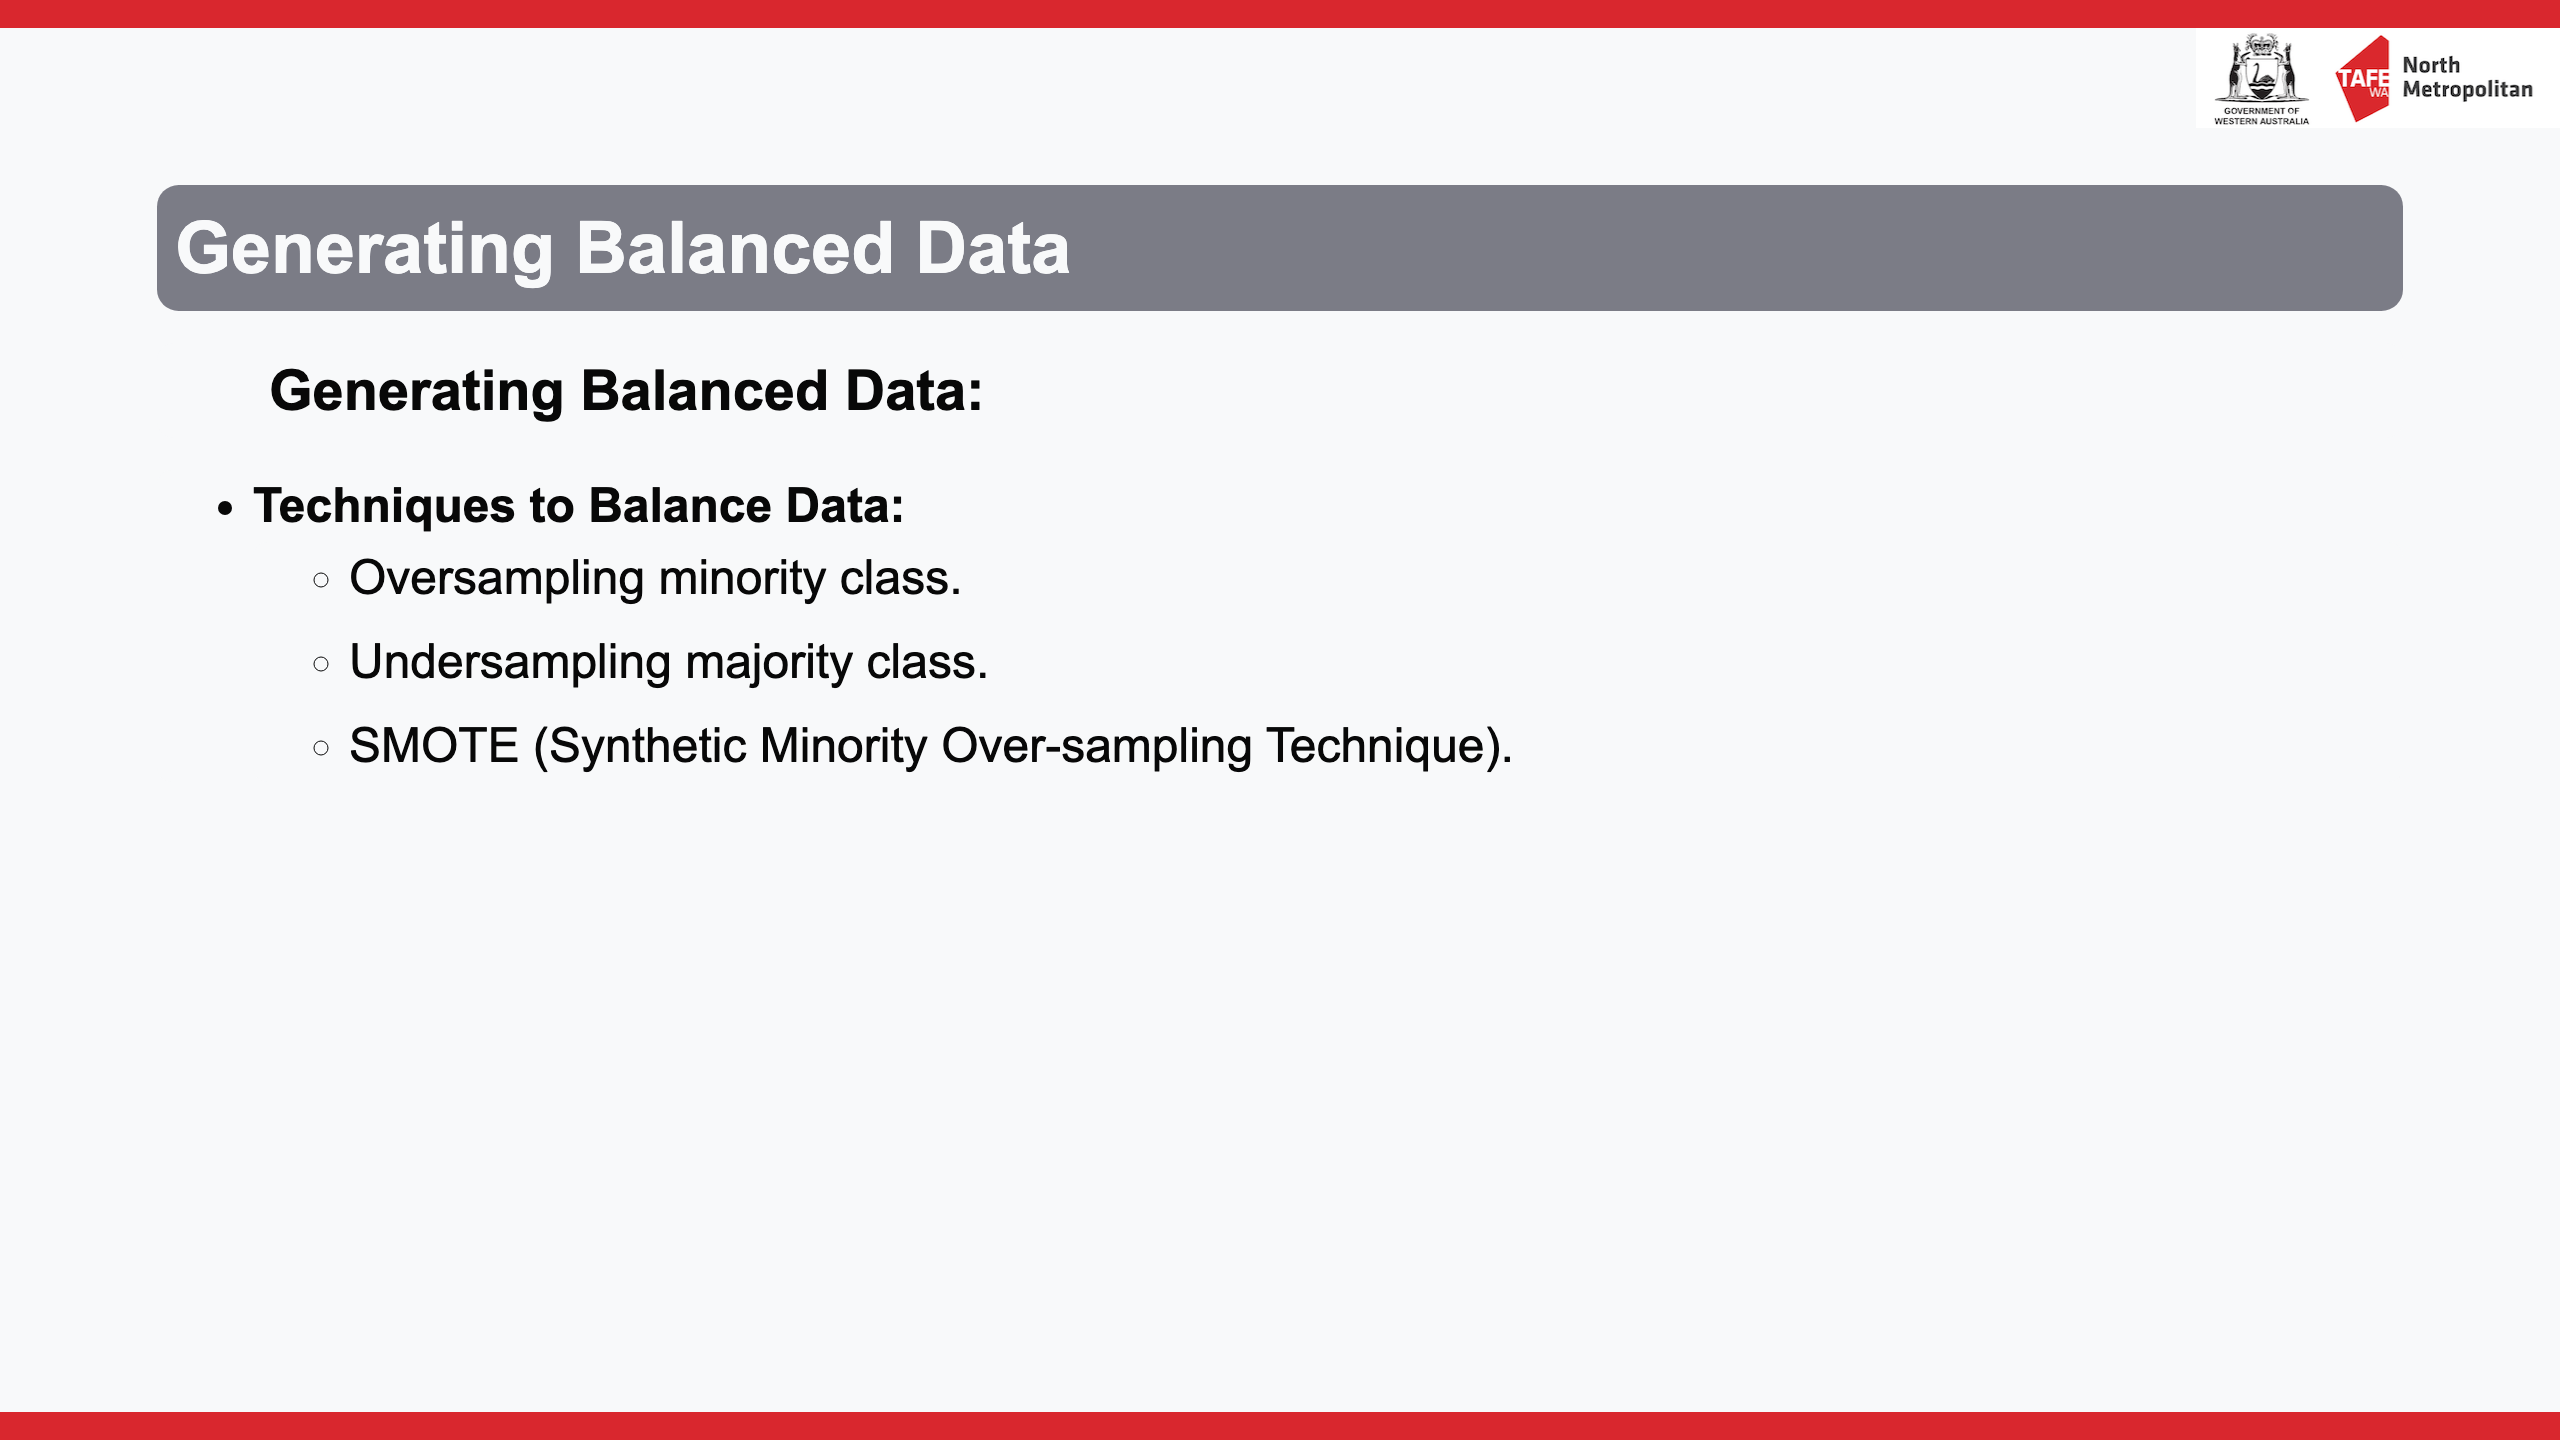 GOVERNMENT OF
WESTERN AUSTRALIA
TAFE
WA
North
Metropolitan
Generating Balanced Data
Generating Balanced Data:
• Techniques to Balance Data:
◦ Oversampling minority class.
◦ Undersampling majority class.
◦ SMOTE (Synthetic Minority Over-sampling Technique).